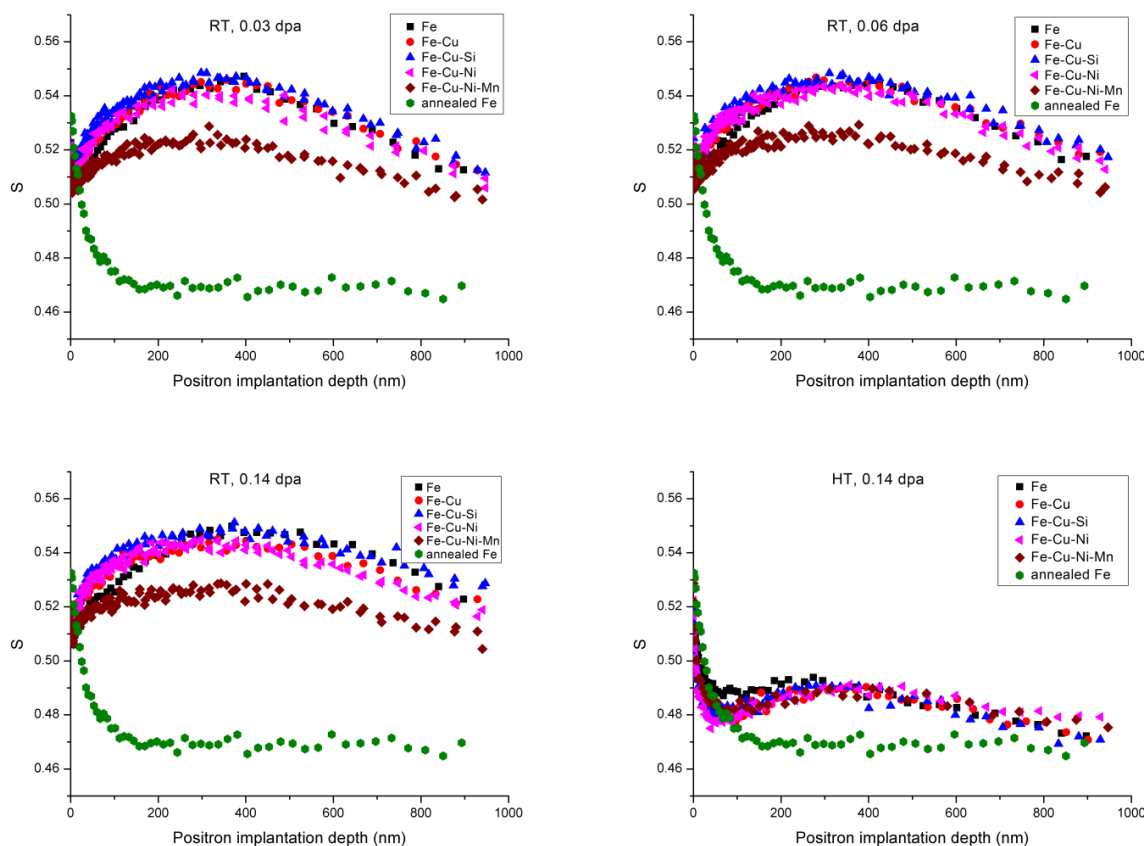 RT, 0.03 dpa
Fe
Fe-Cu
Fe-Cu-Si
Fe-Cu-Ni
Fe-Cu-Ni-Mn
annealed Fe
0.56
0.54
0.52
0.50
0.48
0.46
S
0 200 400 600 800 1000
Positron implantation depth (nm)
RT, 0.06 dpa
Fe
Fe-Cu
Fe-Cu-Si
Fe-Cu-Ni
Fe-Cu-Ni-Mn
annealed Fe
0.56
0.54
0.52
0.50
0.48
0.46
S
0 200 400 600 800 1000
Positron implantation depth (nm)
RT, 0.14 dpa
Fe
Fe-Cu
Fe-Cu-Si
Fe-Cu-Ni
Fe-Cu-Ni-Mn
annealed Fe
0.56
0.54
0.52
0.50
0.48
0.46
S
0 200 400 600 800 1000
Positron implantation depth (nm)
HT, 0.14 dpa
Fe
Fe-Cu
Fe-Cu-Si
Fe-Cu-Ni
Fe-Cu-Ni-Mn
annealed Fe
0.56
0.54
0.52
0.50
0.48
0.46
S
0 200 400 600 800 1000
Positron implantation depth (nm)